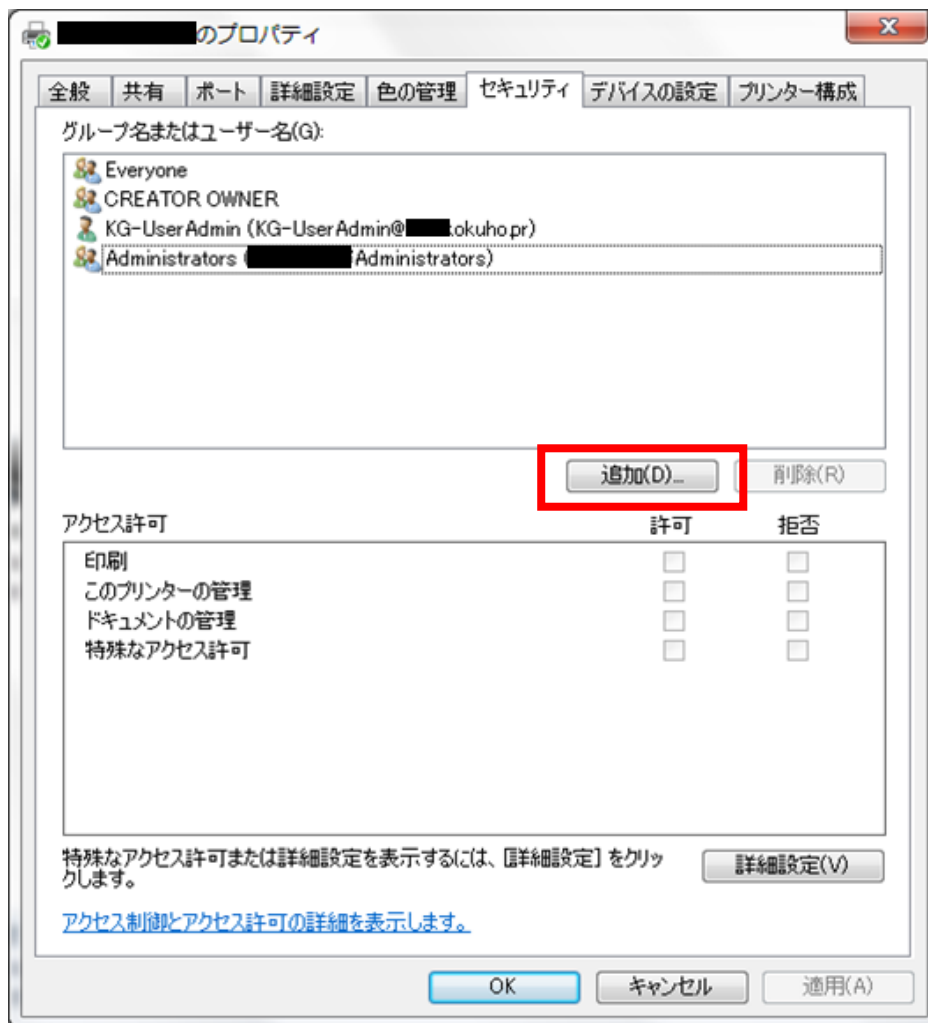 のプロパティ
全般 共有 ポート 詳細設定 色の管理 セキュリティ デバイスの設定 プリンター構成
グループ名またはユーザー名(G):
Everyone
CREATOR OWNER
KG-UserAdmin (KG-UserAdmin@ .okuho.pr)
Administrators ( Administrators)
追加(D)... 削除(R)
アクセス許可 許可 拒否
印刷
このプリンターの管理
ドキュメントの管理
特殊なアクセス許可
特殊なアクセス許可または詳細設定を表示するには、[詳細設定] をクリッ
クします。
詳細設定(V)
アクセス制御とアクセス許可の詳細を表示します。
OK キャンセル 適用(A)